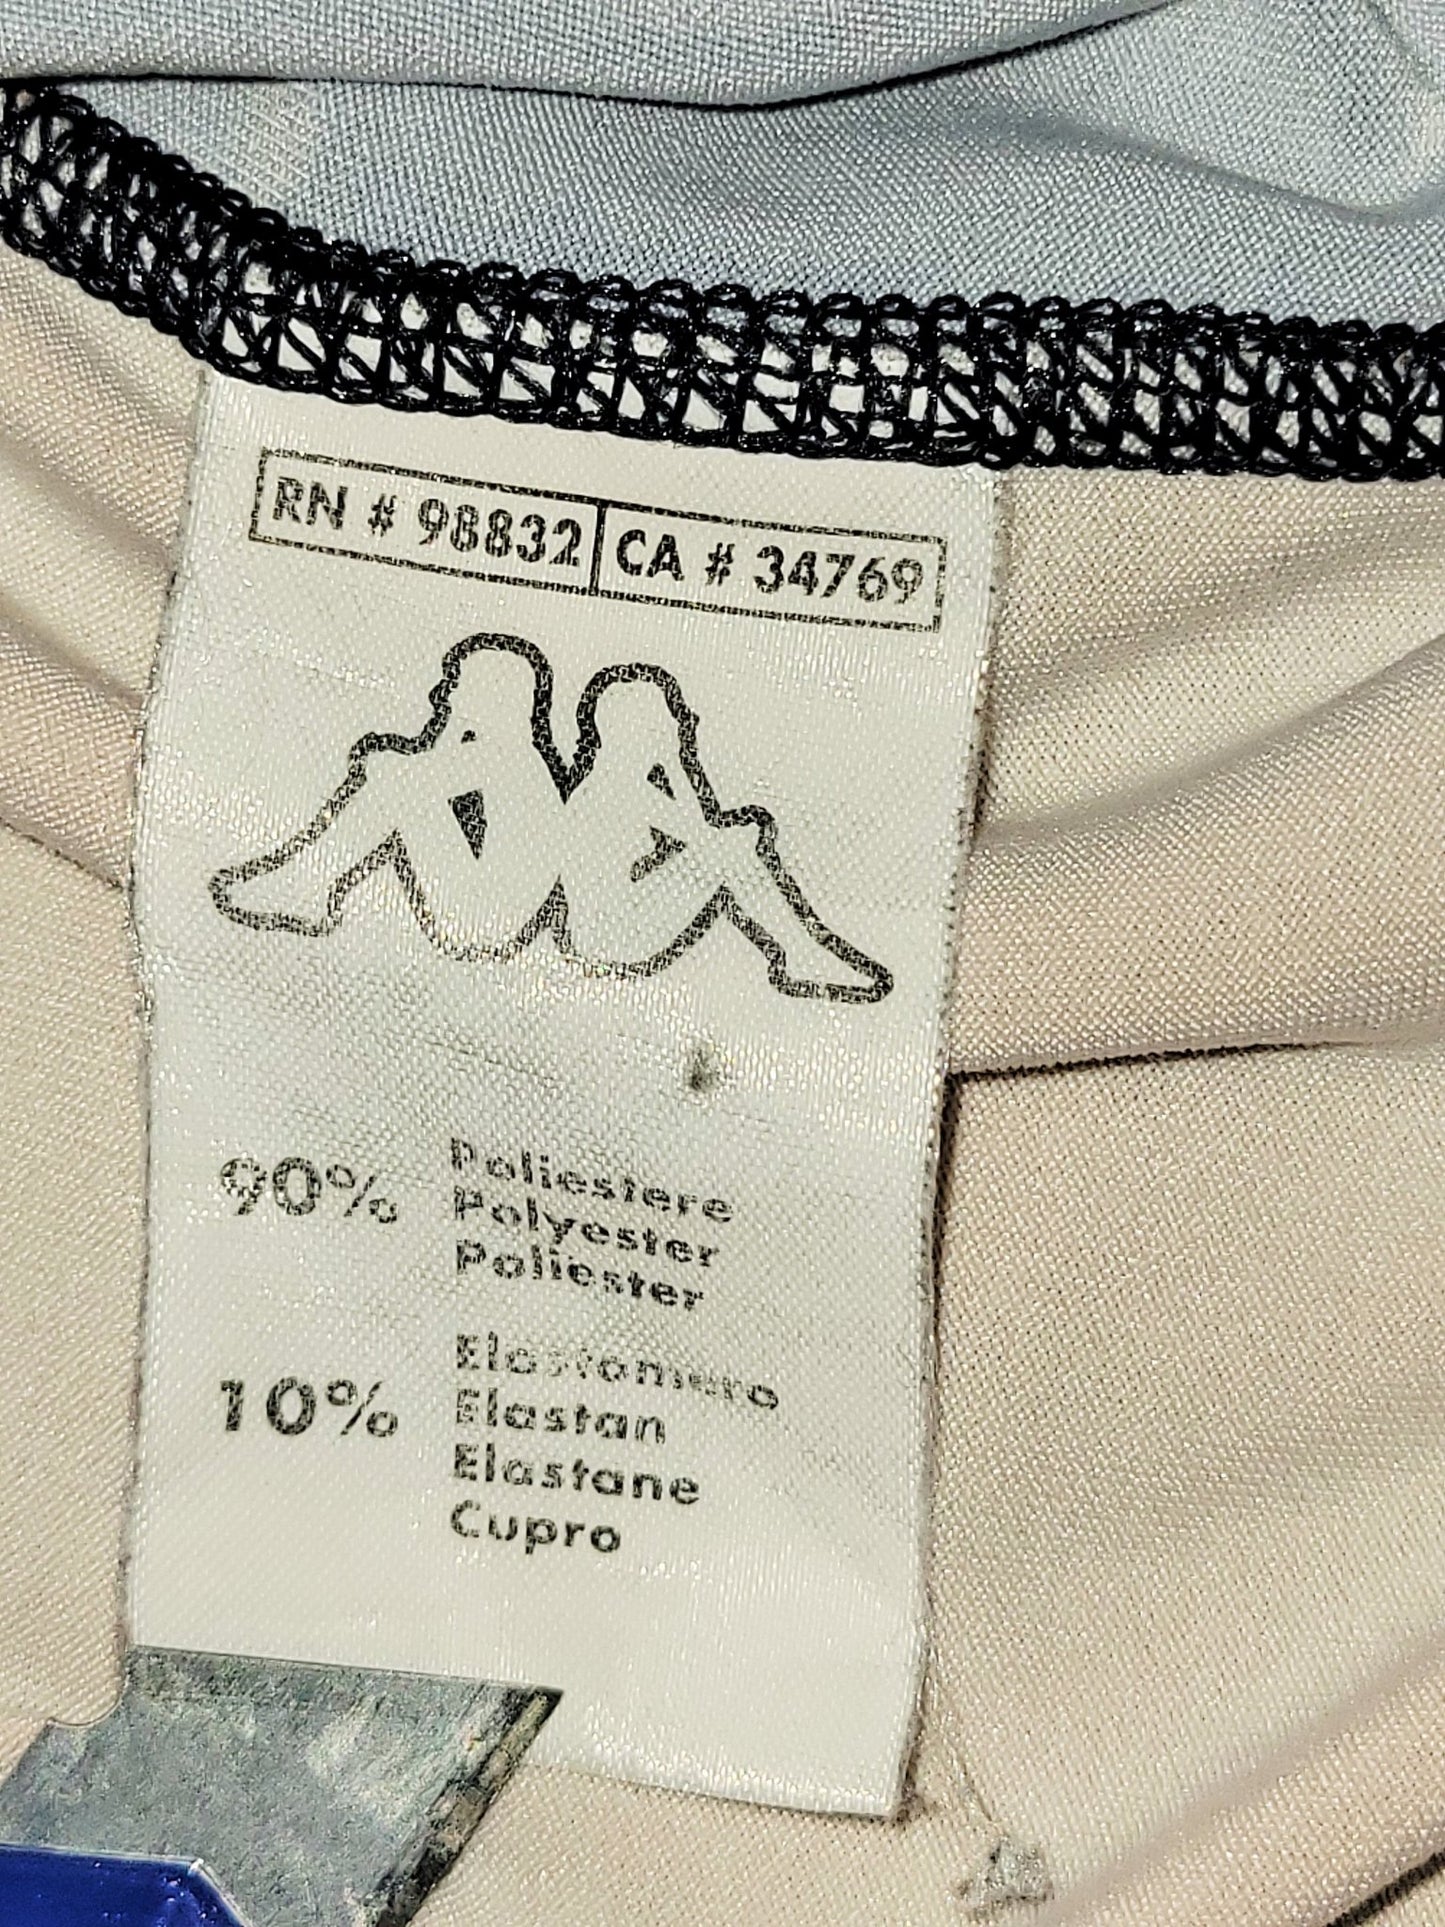 RN # 98832 CA # 34769
90% Poliestere
Polyester
Poliester
10% Elastomero
Elastan
Elastane
Cupro